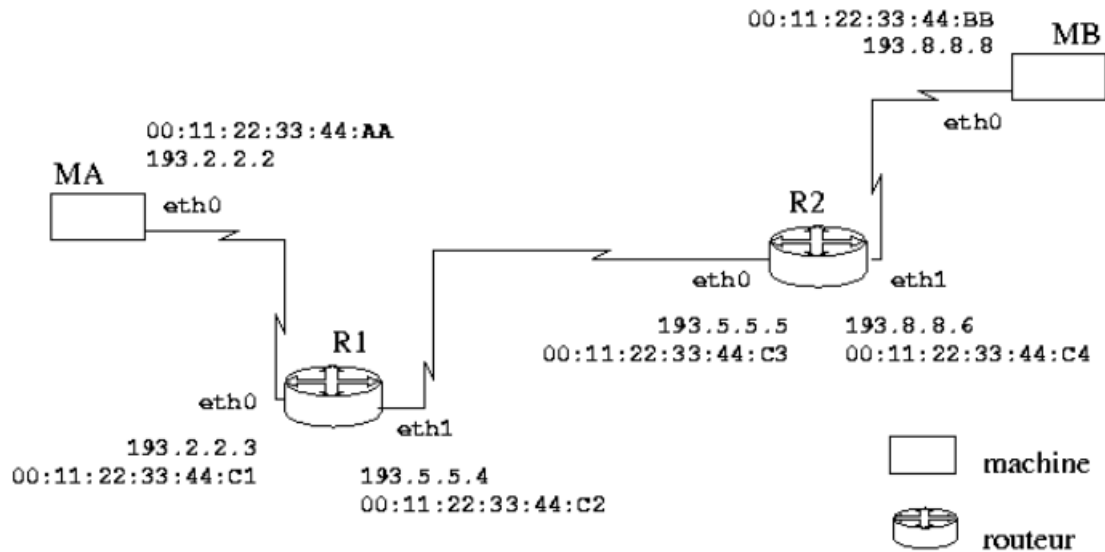 00:11:22:33:44:BB
MB
193.8.8.8
eth0
00:11:22:33:44:AA
193.2.2.2
MA
eth0
R2
eth0
eth1
193.5.5.5
00:11:22:33:44:C3
193.8.8.6
00:11:22:33:44:C4
R1
eth0
eth1
193.2.2.3
00:11:22:33:44:C1
193.5.5.4
00:11:22:33:44:C2
machine
routeur